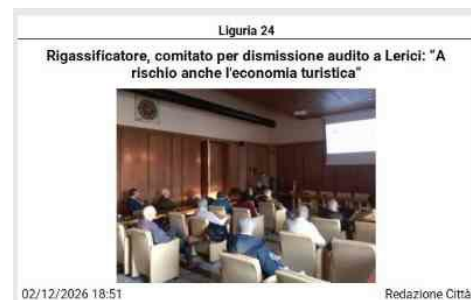 Liguria 24
Rigassificatore, comitato per dismissione audito a Lerici: “A
rischio anche l'economia turistica”
02/12/2026 18:51
Redazione Città